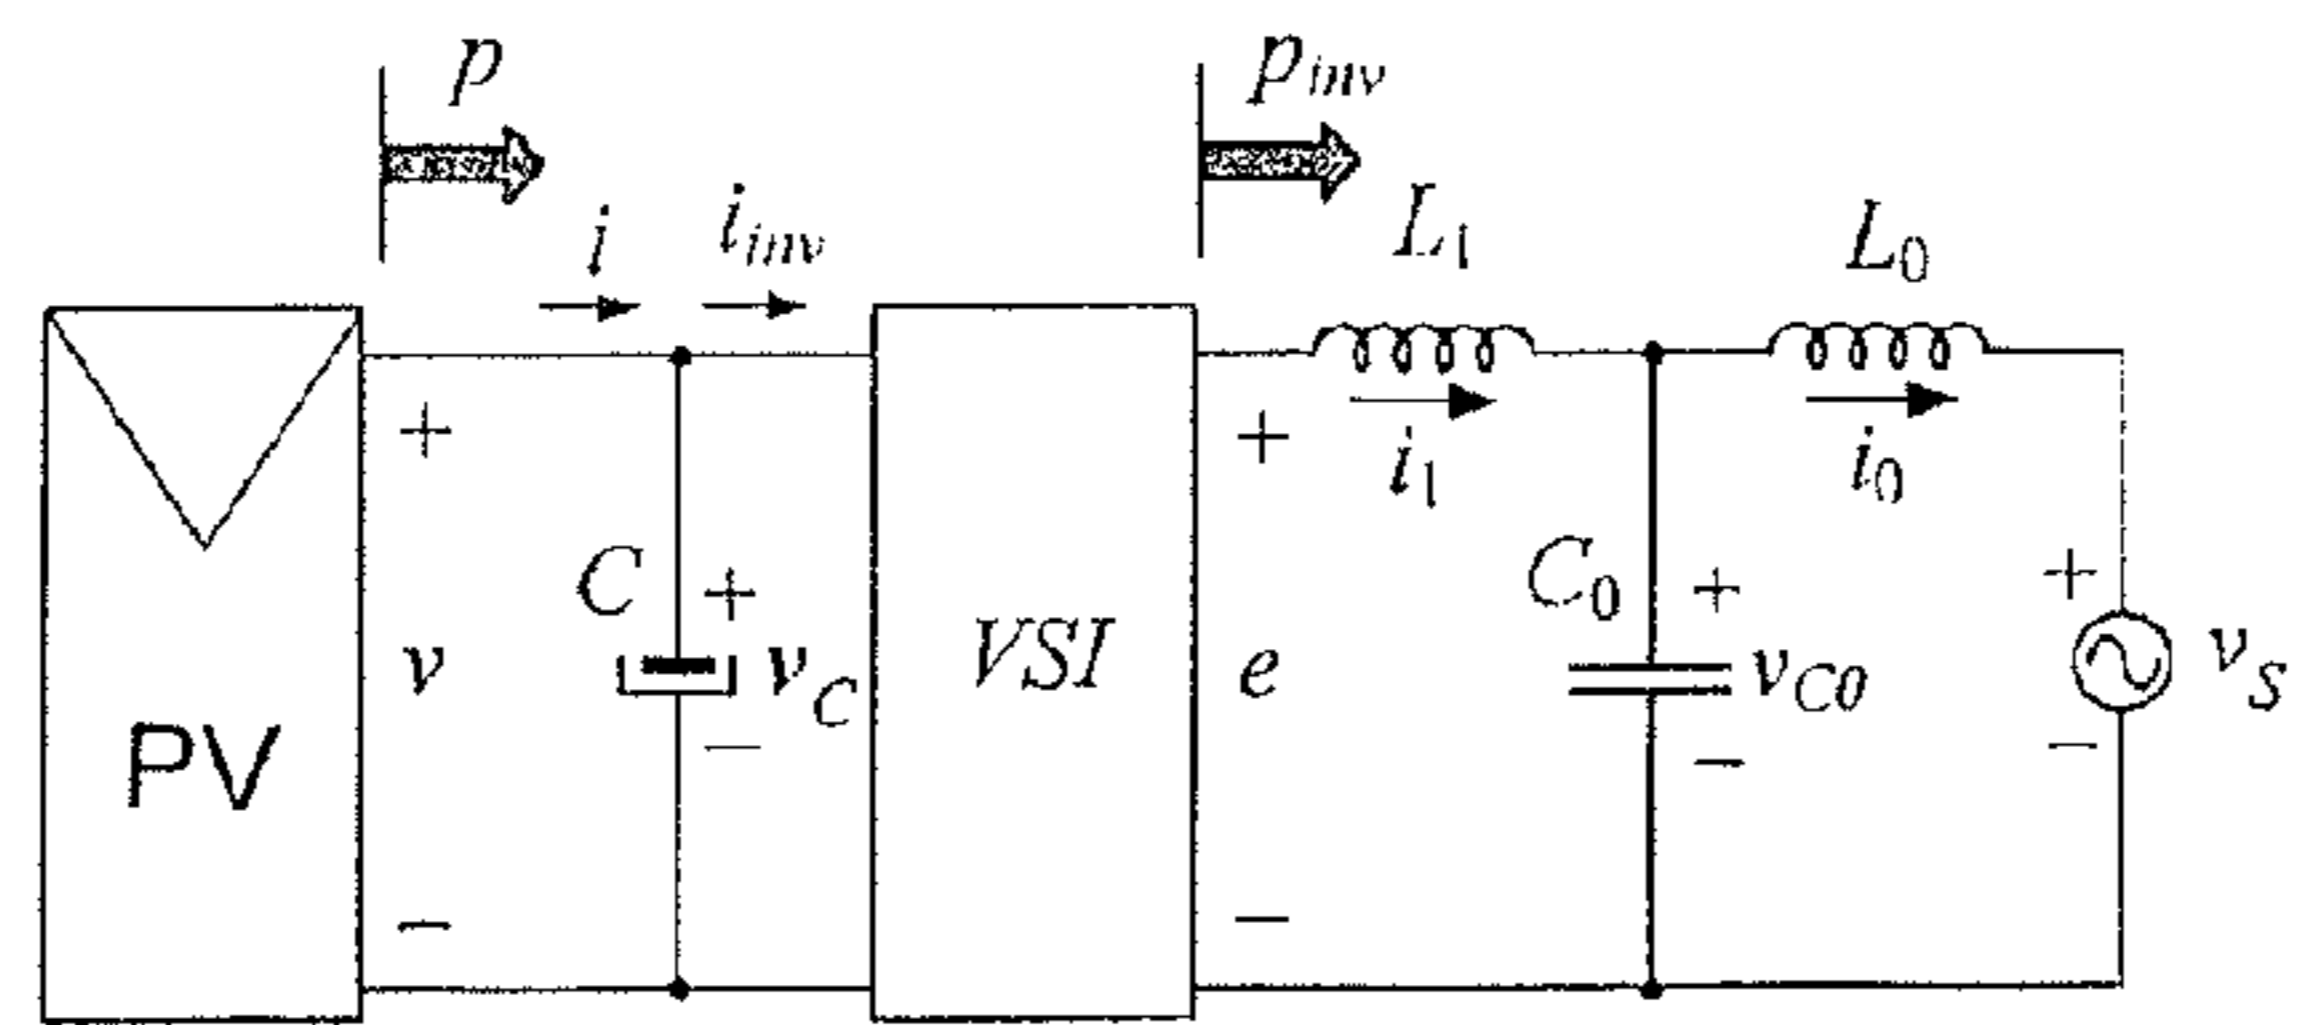 p
p_inv
i
i_inv
L_1
L_0
+
+
i_1
i_0
C
+
C_0
+
+
v
v_C
VSI
e
v_C0
v_S
PV
−
−
−
−
−